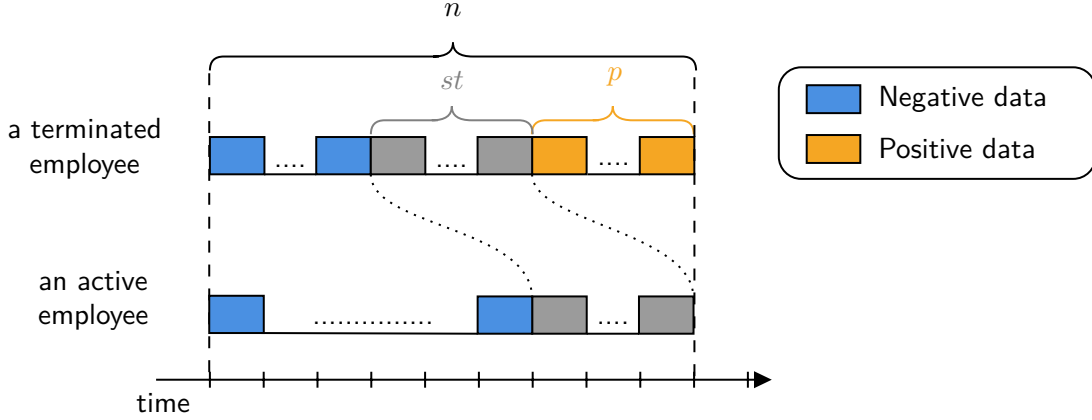 n
st
p
Negative data
Positive data
a terminated
employee
....
....
....
an active
employee
.............
....
time